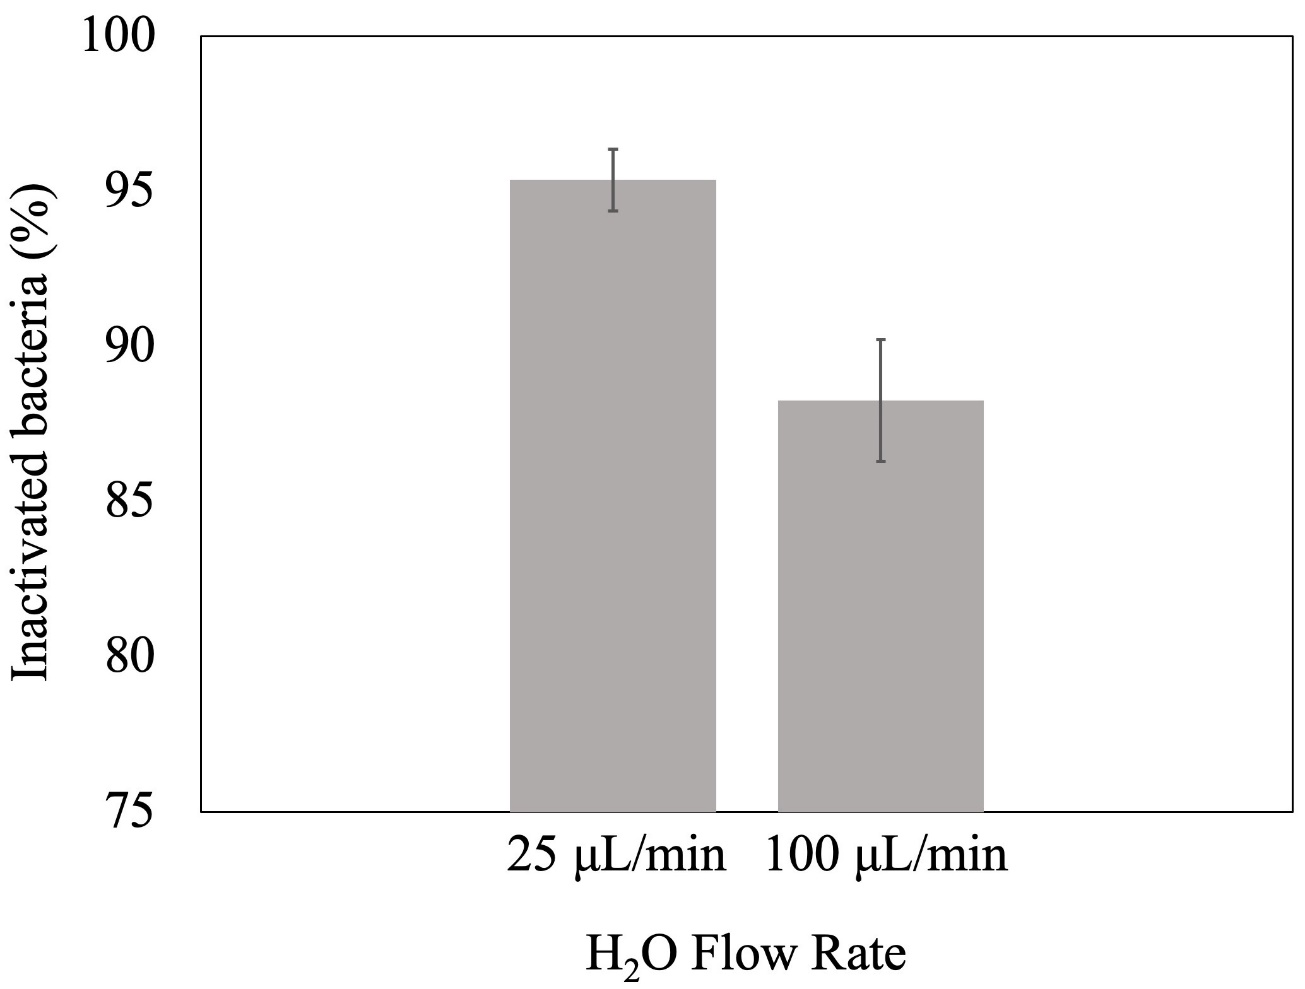 100
95
90
85
80
75
Inactivated bacteria (%)
25 μL/min 100 μL/min
H₂O Flow Rate